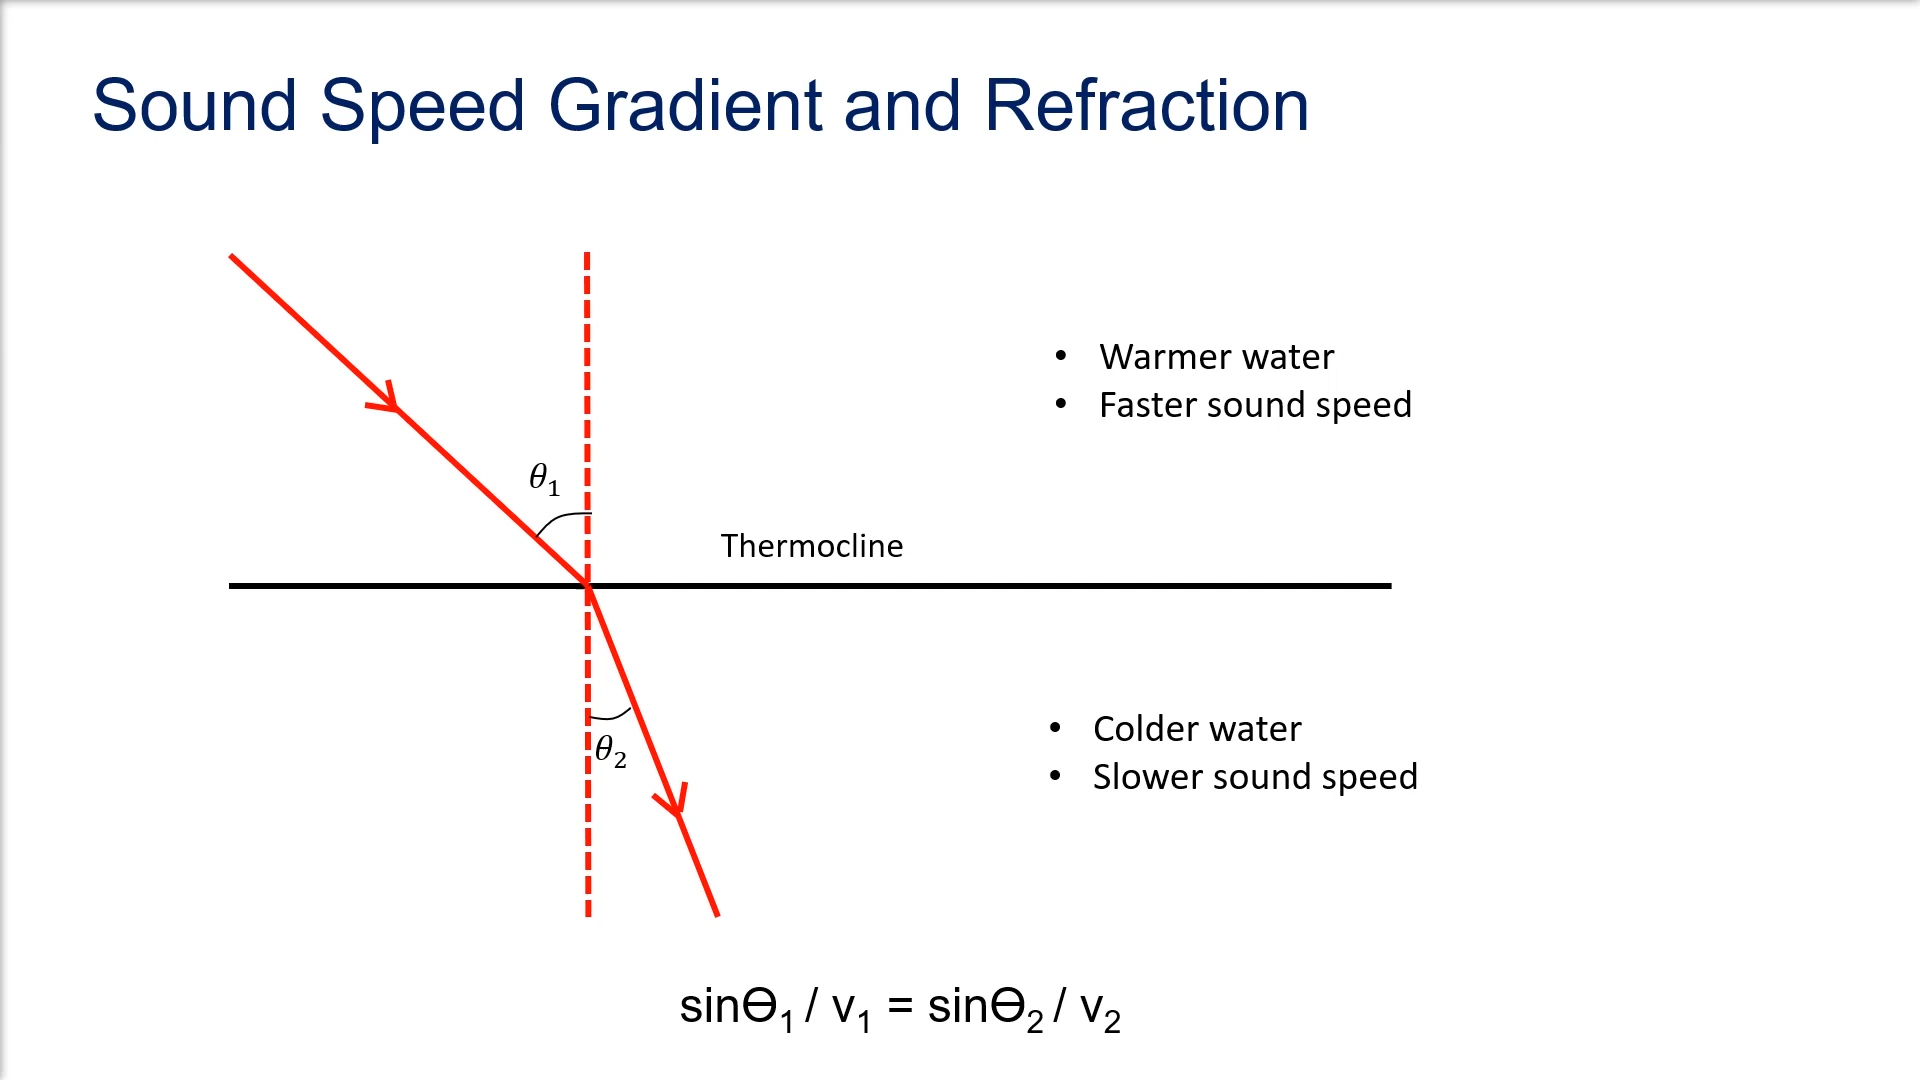 Sound Speed Gradient and Refraction
• Warmer water
• Faster sound speed
θ₁
Thermocline
• Colder water
θ₂
• Slower sound speed
sinϴ₁ / v₁ = sinϴ₂ / v₂